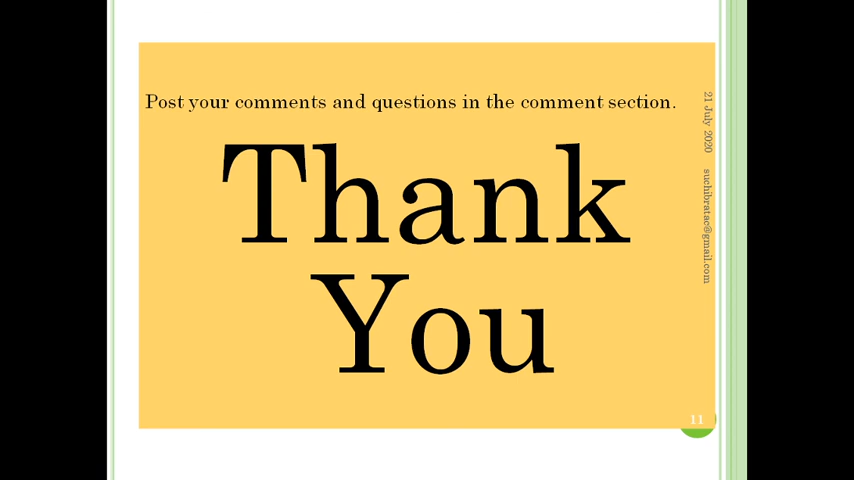 Post your comments and questions in the comment section.
Thank
You
21 July 2020
suchibratac@gmail.com
11